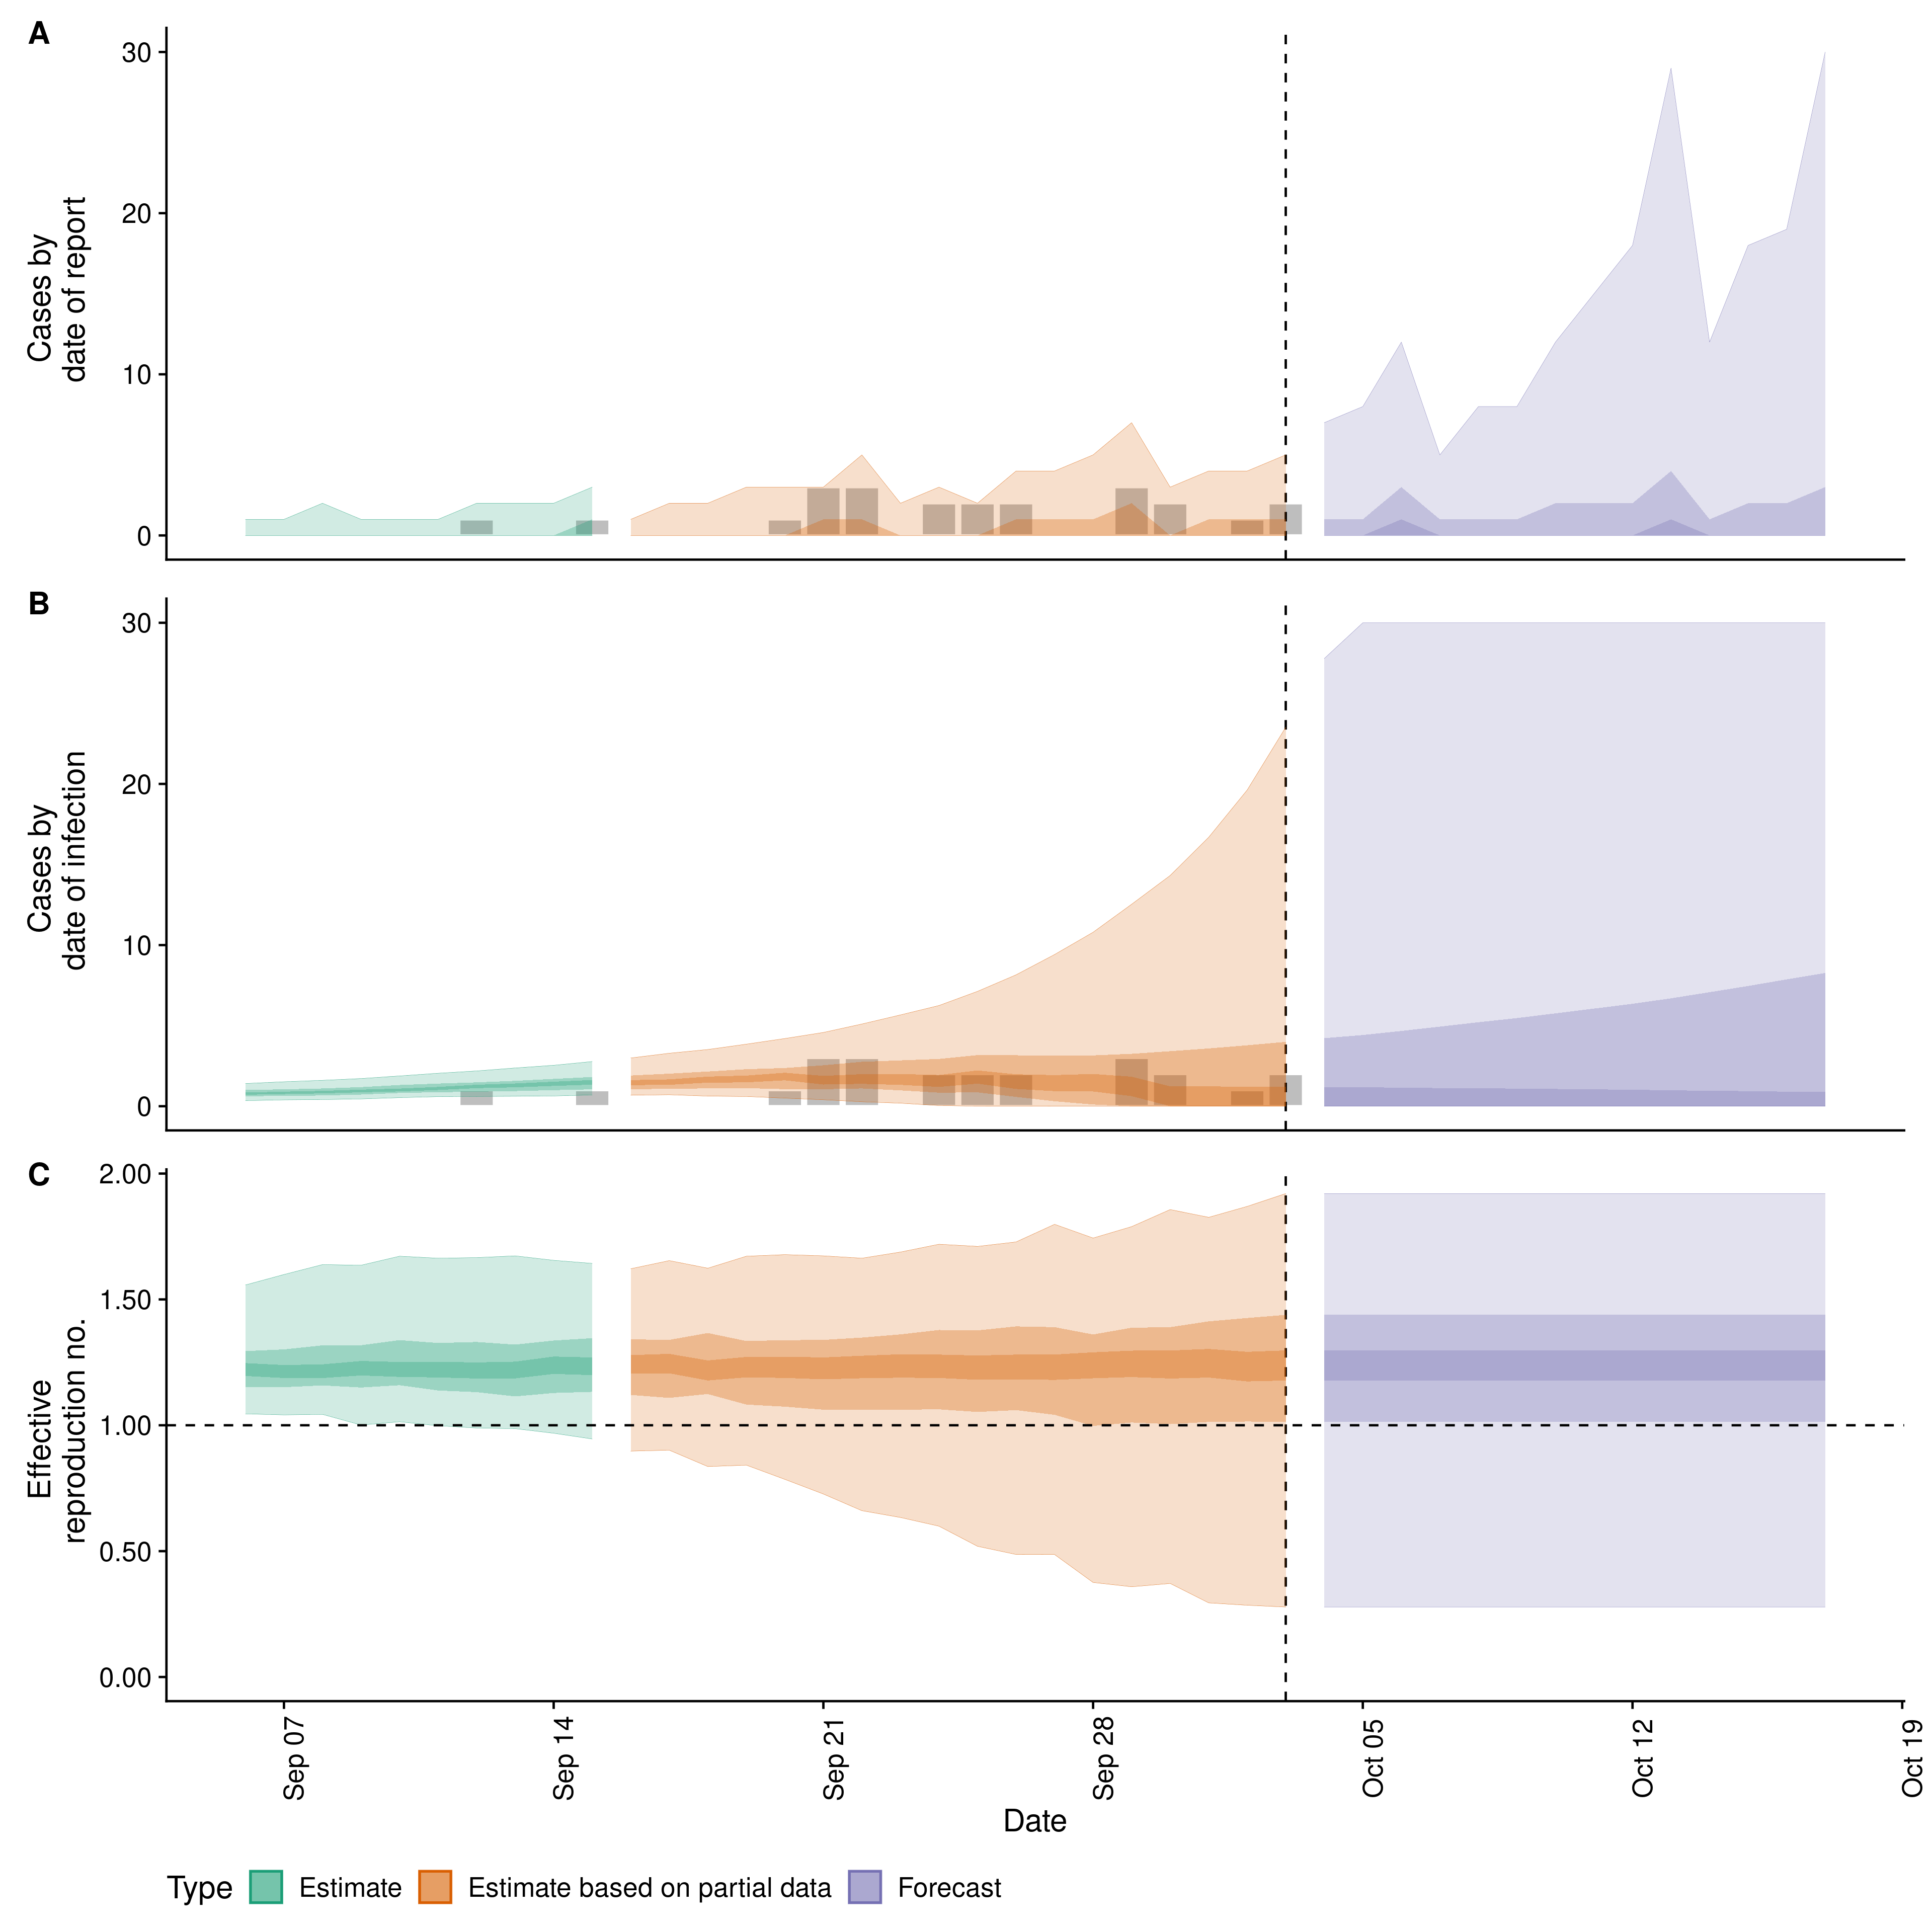 A
30
20
10
0
Cases by
date of report
B
30
20
10
0
Cases by
date of infection
C
2.00
1.50
1.00
0.50
0.00
Effective
reproduction no.
Sep 07
Sep 14
Sep 21
Sep 28
Oct 05
Oct 12
Oct 19
Date
Type Estimate Estimate based on partial data Forecast